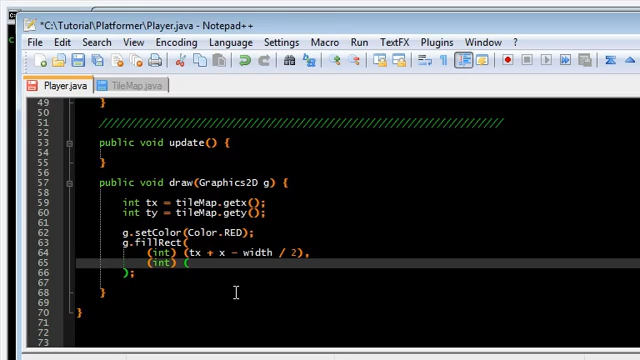 *C:\Tutorial\Platformer\Player.java - Notepad++
File Edit Search View Encoding Language Settings Macro Run TextFX Plugins Window ?
Player.java TileMap.java
49 }
50
51 ////////////////////////////////////////////////////////////////////
52
53 public void update() {
54
55 }
56
57 public void draw(Graphics2D g) {
58
59 int tx = tileMap.getx();
60 int ty = tileMap.gety();
61
62 g.setColor(Color.RED);
63 g.fillRect(
64 (int) (tx + x - width / 2),
65 (int) (
66 );
67
68 }
69
70 }
71
72
73